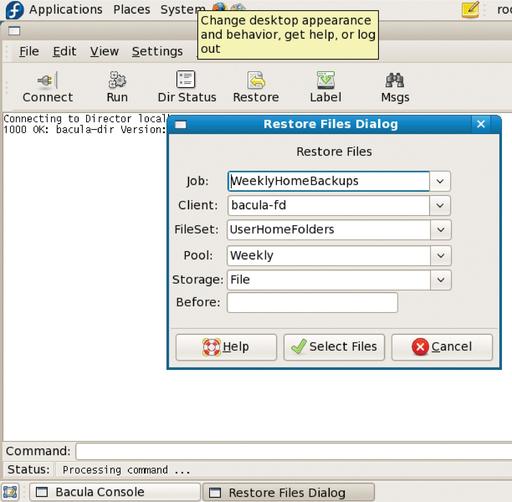 Applications Places System
Change desktop appearance
and behavior, get help, or log
out
File Edit View Settings
Connect Run Dir Status Restore Label Msgs
Connecting to Director
1000 OK: bacula-dir Version:
Restore Files Dialog
Restore Files
Job: WeeklyHomeBackups
Client: bacula-fd
FileSet: UserHomeFolders
Pool: Weekly
Storage: File
Before:
Help Select Files Cancel
Command:
Status: Processing command ...
Bacula Console Restore Files Dialog